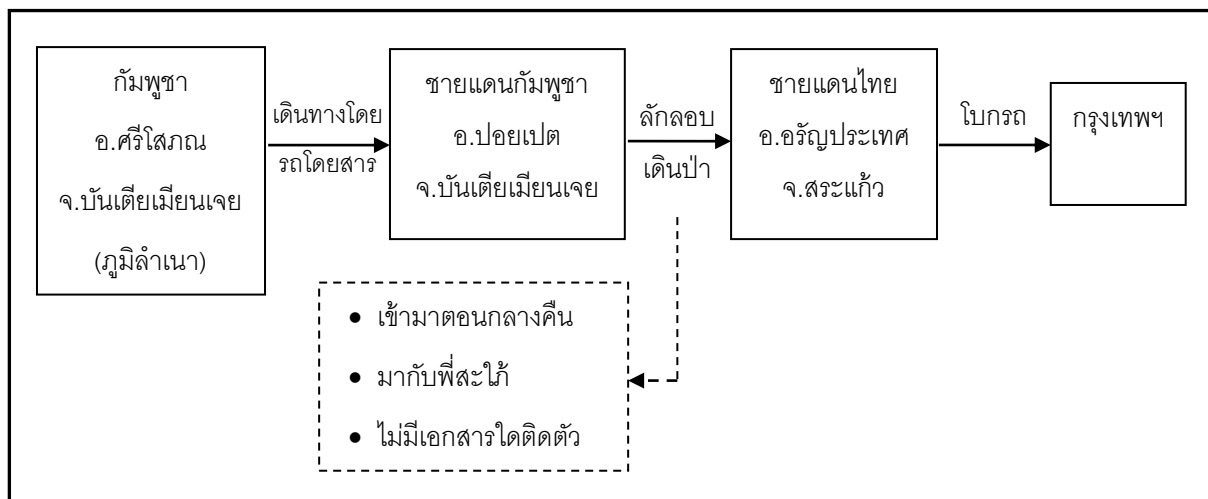 กัมพูชา
อ.ศรีโสภณ
จ.บันเตียเมียนเจย
(ภูมิลำเนา)
เดินทางโดย
รถโดยสาร
ชายแดนกัมพูชา
อ.ปอยเปต
จ.บันเตียเมียนเจย
ลักลอบ
เดินป่า
ชายแดนไทย
อ.อรัญประเทศ
จ.สระแก้ว
โบกรถ
กรุงเทพฯ
• เข้ามาตอนกลางคืน
• มากับพี่สะใภ้
• ไม่มีเอกสารใดติดตัว